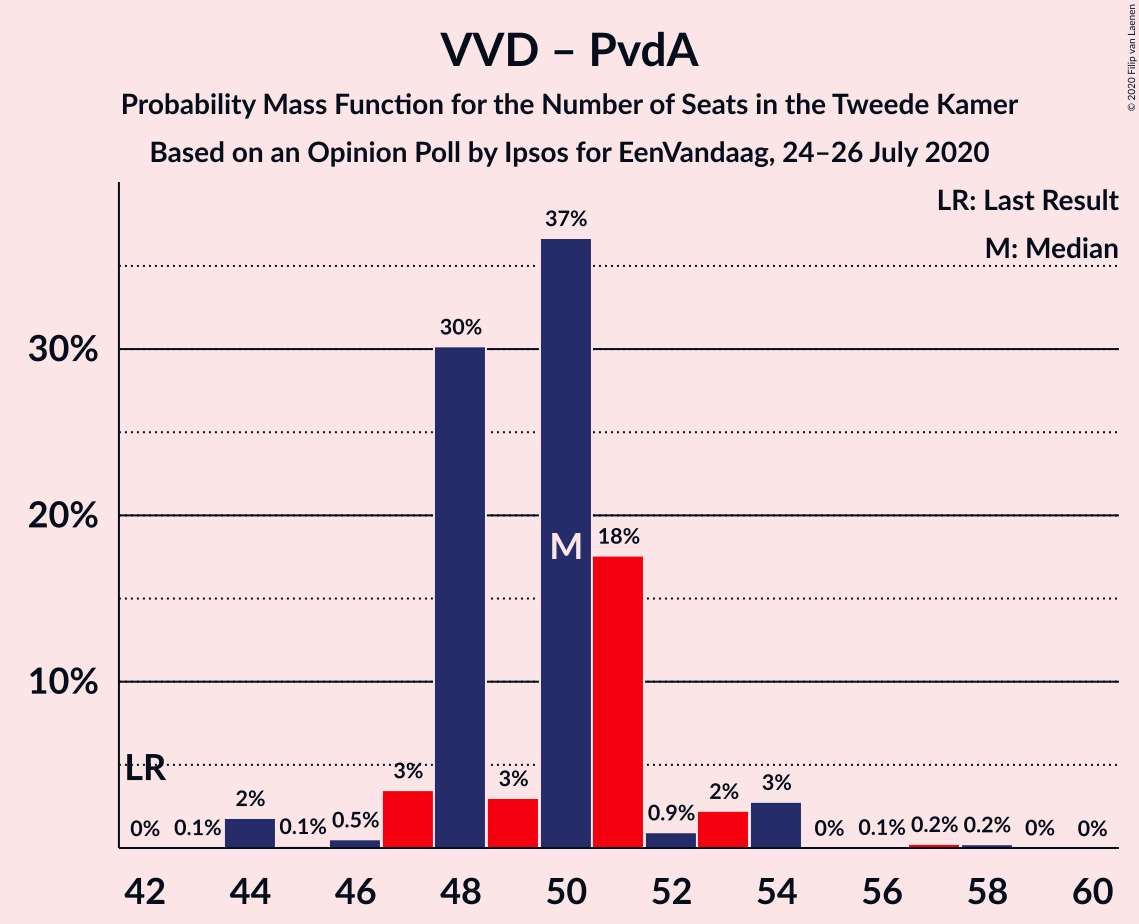 © 2020 Filip van Laenen
VVD – PvdA
Probability Mass Function for the Number of Seats in the Tweede Kamer
Based on an Opinion Poll by Ipsos for EenVandaag, 24–26 July 2020
LR: Last Result
M: Median
37%
30%
30%
20%
M
18%
10%
LR
0%
0.1%
2%
0.1%
0.5%
3%
3%
0.9%
2%
3%
0%
0.1%
0.2%
0.2%
0%
0%
42 44 46 48 50 52 54 56 58 60